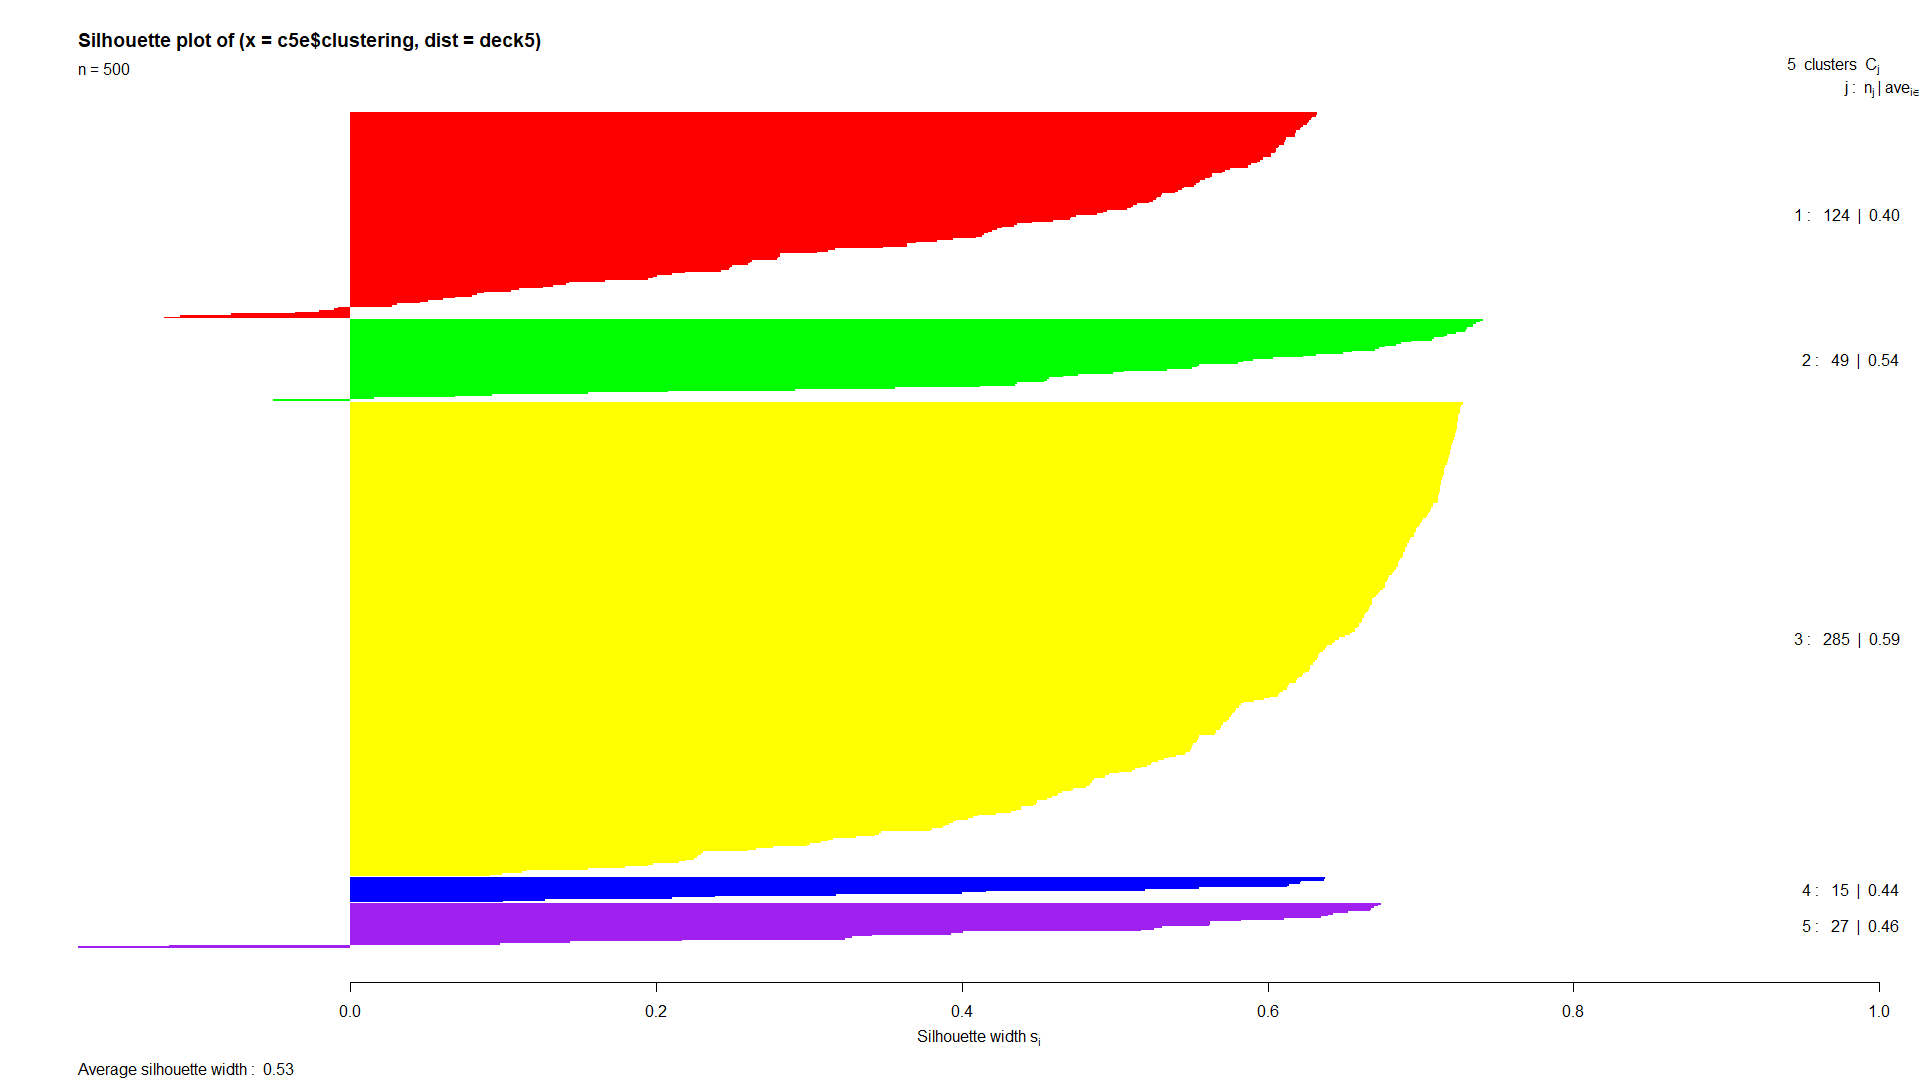 Silhouette plot of (x = c5e$clustering, dist = deck5)
n = 500
5 clusters Cj
j : nj | avei∈
1 : 124 | 0.40
2 : 49 | 0.54
3 : 285 | 0.59
4 : 15 | 0.44
5 : 27 | 0.46
0.0 0.2 0.4 0.6 0.8 1.0
Silhouette width si
Average silhouette width : 0.53